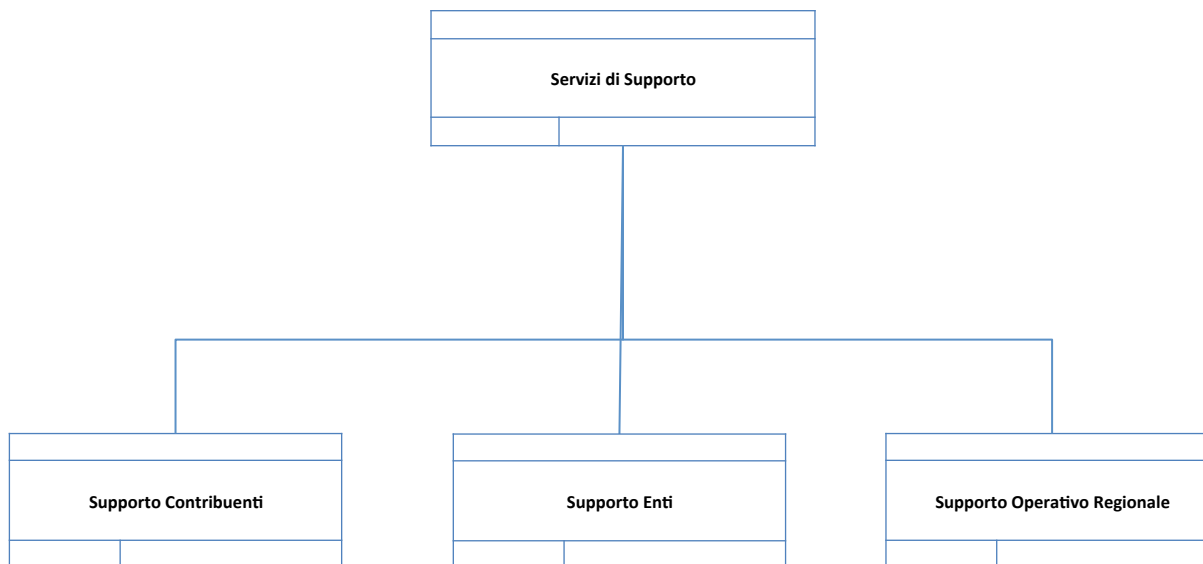 Servizi di Supporto
Supporto Contribuenti
Supporto Enti
Supporto Operativo Regionale